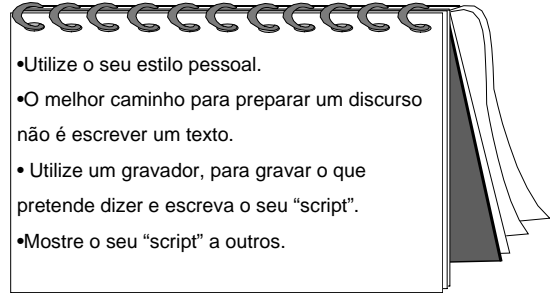 •Utilize o seu estilo pessoal.
•O melhor caminho para preparar um discurso
não é escrever um texto.
• Utilize um gravador, para gravar o que
pretende dizer e escreva o seu “script”.
•Mostre o seu “script” a outros.